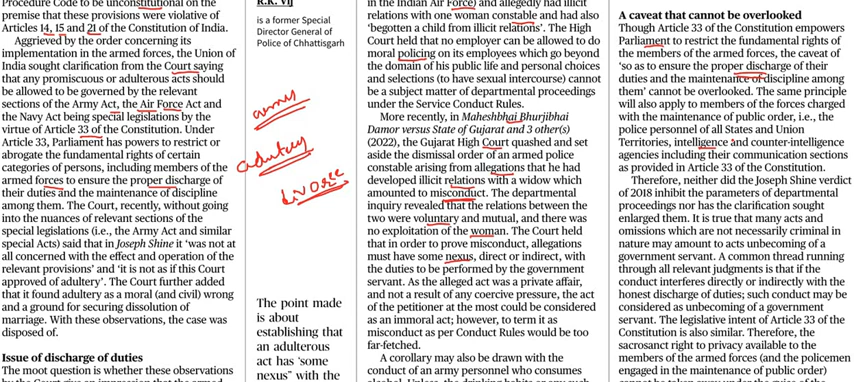 Procedure Code to be unconstitutional on the
premise that these provisions were violative of
Articles 14, 15 and 21 of the Constitution of India.
Aggrieved by the order concerning its
implementation in the armed forces, the Union of
India sought clarification from the Court saying
that any promiscuous or adulterous acts should
be allowed to be governed by the relevant
sections of the Army Act, the Air Force Act and
the Navy Act being special legislations by the
virtue of Article 33 of the Constitution. Under
Article 33, Parliament has powers to restrict or
abrogate the fundamental rights of certain
categories of persons, including members of the
armed forces to ensure the proper discharge of
their duties and the maintenance of discipline
among them. The Court, recently, without going
into the nuances of relevant sections of the
special legislations (i.e., the Army Act and similar
special Acts) said that in Joseph Shine it ‘was not at
all concerned with the effect and operation of the
relevant provisions’ and ‘it is not as if this Court
approved of adultery’. The Court further added
that it found adultery as a moral (and civil) wrong
and a ground for securing dissolution of
marriage. With these observations, the case was
disposed of.
Issue of discharge of duties
The moot question is whether these observations
R.K. Vij
is a former Special
Director General of
Police of Chhattisgarh
army
adultery
divorce
The point made
is about
establishing that
an adulterous
act has ‘some
nexus” with the
in the Indian Air Force) and allegedly had illicit
relations with one woman constable and had also
‘begotten a child from illicit relations’. The High
Court held that no employer can be allowed to do
moral policing on its employees which go beyond
the domain of his public life and personal choices
and selections (to have sexual intercourse) cannot
be a subject matter of departmental proceedings
under the Service Conduct Rules.
More recently, in Maheshbhai Bhurjibhai
Damor versus State of Gujarat and 3 other(s)
(2022), the Gujarat High Court quashed and set
aside the dismissal order of an armed police
constable arising from allegations that he had
developed illicit relations with a widow which
amounted to misconduct. The departmental
inquiry revealed that the relations between the
two were voluntary and mutual, and there was
no exploitation of the woman. The Court held
that in order to prove misconduct, allegations
must have some nexus, direct or indirect, with
the duties to be performed by the government
servant. As the alleged act was a private affair,
and not a result of any coercive pressure, the act
of the petitioner at the most could be considered
as an immoral act; however, to term it as
misconduct as per Conduct Rules would be too
far-fetched.
A corollary may also be drawn with the
conduct of an army personnel who consumes
A caveat that cannot be overlooked
Though Article 33 of the Constitution empowers
Parliament to restrict the fundamental rights of
the members of the armed forces, the caveat of
‘so as to ensure the proper discharge of their
duties and the maintenance of discipline among
them’ cannot be overlooked. The same principle
will also apply to members of the forces charged
with the maintenance of public order, i.e., the
police personnel of all States and Union
Territories, intelligence and counter-intelligence
agencies including their communication sections
as provided in Article 33 of the Constitution.
Therefore, neither did the Joseph Shine verdict
of 2018 inhibit the parameters of departmental
proceedings nor has the clarification sought
enlarged them. It is true that many acts and
omissions which are not necessarily criminal in
nature may amount to acts unbecoming of a
government servant. A common thread running
through all relevant judgments is that if the
conduct interferes directly or indirectly with the
honest discharge of duties; such conduct may be
considered as unbecoming of a government
servant. The legislative intent of Article 33 of the
Constitution is also similar. Therefore, the
sacrosanct right to privacy available to the
members of the armed forces (and the policemen
engaged in the maintenance of public order)